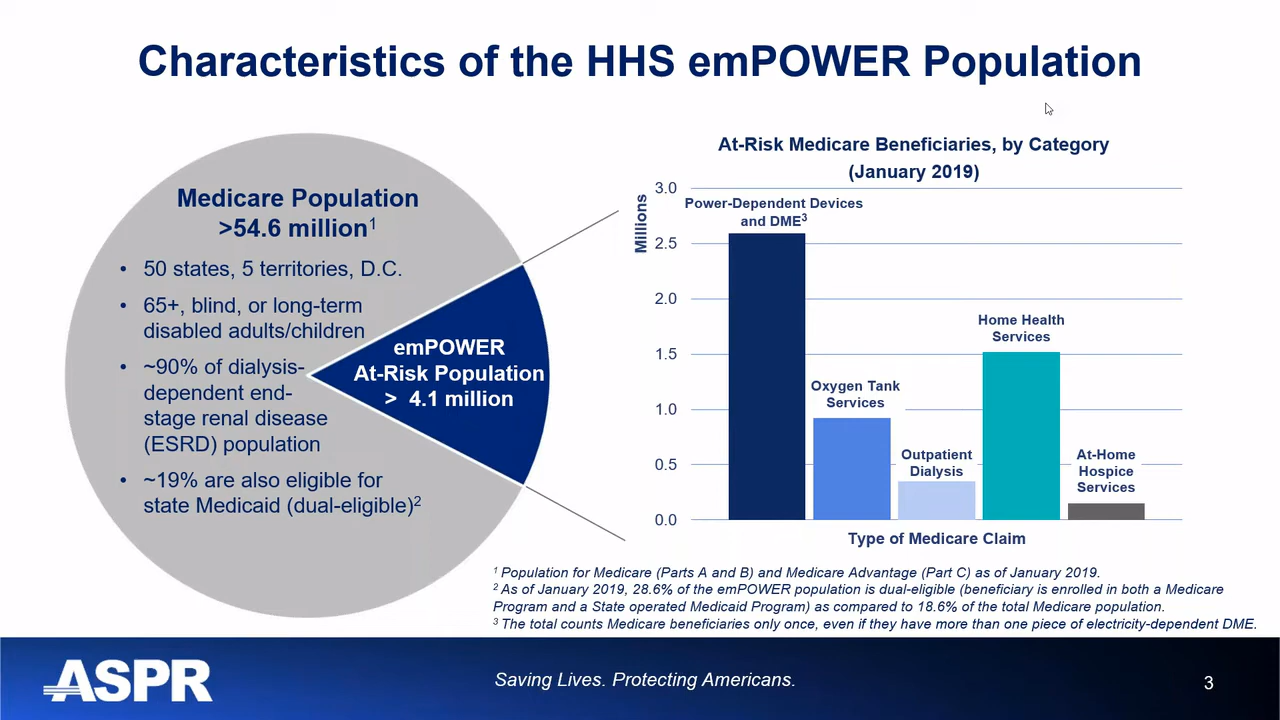 Characteristics of the HHS emPOWER Population
Medicare Population
>54.6 million¹
• 50 states, 5 territories, D.C.
• 65+, blind, or long-term
disabled adults/children
• ~90% of dialysis-
dependent end-
stage renal disease
(ESRD) population
• ~19% are also eligible for
state Medicaid (dual-eligible)²
emPOWER
At-Risk Population
> 4.1 million
At-Risk Medicare Beneficiaries, by Category
(January 2019)
Millions
3.0
2.5
2.0
1.5
1.0
0.5
0.0
Power-Dependent Devices
and DME³
Oxygen Tank
Services
Outpatient
Dialysis
Home Health
Services
At-Home
Hospice
Services
Type of Medicare Claim
¹ Population for Medicare (Parts A and B) and Medicare Advantage (Part C) as of January 2019.
² As of January 2019, 28.6% of the emPOWER population is dual-eligible (beneficiary is enrolled in both a Medicare
Program and a State operated Medicaid Program) as compared to 18.6% of the total Medicare population.
³ The total counts Medicare beneficiaries only once, even if they have more than one piece of electricity-dependent DME.
ASPR
Saving Lives. Protecting Americans.
3